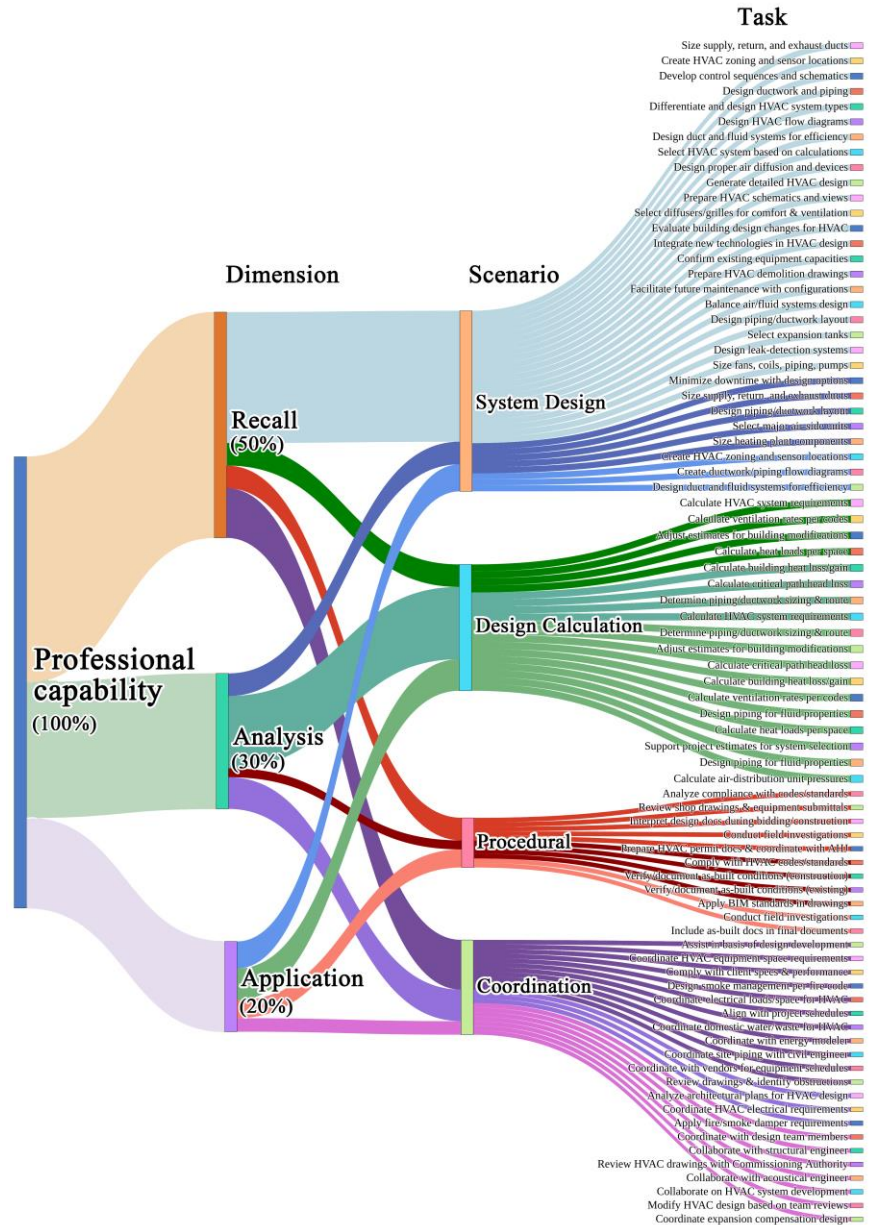 Task
Size supply, return, and exhaust ducts
Create HVAC zoning and sensor locations
Develop control sequences and schematics
Design ductwork and piping
Differentiate and design HVAC system types
Design HVAC flow diagrams
Design duct and fluid systems for efficiency
Select HVAC system based on calculations
Design proper air diffusion and devices
Generate detailed HVAC design
Prepare HVAC schematics and views
Select diffusers/grilles for comfort & ventilation
Evaluate building design changes for HVAC
Integrate new technologies in HVAC design
Confirm existing equipment capacities
Prepare HVAC demolition drawings
Facilitate future maintenance with configurations
Balance air/fluid systems design
Design piping/ductwork layout
Select expansion tanks
Design leak-detection systems
Size fans, coils, piping, pumps
Minimize downtime with design options
Size supply, return, and exhaust ducts
Design piping/ductwork layout
Select major air-side units
Size heating plant components
Create HVAC zoning and sensor locations
Create ductwork/piping flow diagrams
Design duct and fluid systems for efficiency
Calculate HVAC system requirements
Calculate ventilation rates per codes
Adjust estimates for building modifications
Calculate heat loads per space
Calculate building heat loss/gain
Calculate critical path head loss
Determine piping/ductwork sizing & route
Calculate HVAC system requirements
Determine piping/ductwork sizing & route
Adjust estimates for building modifications
Calculate critical path head loss
Calculate building heat loss/gain
Calculate ventilation rates per codes
Design piping for fluid properties
Calculate heat loads per space
Support project estimates for system selection
Design piping for fluid properties
Calculate air-distribution unit pressures
Analyze compliance with codes/standards
Review shop drawings & equipment submittals
Interpret design docs during bidding/construction
Conduct field investigations
Prepare HVAC permit docs & coordinate with AHJ
Comply with HVAC codes/standards
Verify/document as-built conditions (construction)
Verify/document as-built conditions (existing)
Apply BIM standards in drawings
Conduct field investigations
Include as-built docs in final documents
Assist in basis of design development
Coordinate HVAC equipment space requirements
Comply with client specs & performance
Design smoke management per fire code
Coordinate electrical loads/space for HVAC
Align with project schedules
Coordinate domestic water/waste for HVAC
Coordinate with energy modeler
Coordinate site piping with civil engineer
Coordinate with vendors for equipment schedules
Review drawings & identify obstructions
Analyze architectural plans for HVAC design
Coordinate HVAC electrical requirements
Apply fire/smoke damper requirements
Coordinate with design team members
Collaborate with structural engineer
Review HVAC drawings with Commissioning Authority
Collaborate with acoustical engineer
Collaborate on HVAC system development
Modify HVAC design based on team reviews
Coordinate expansion compensation design
Dimension
Scenario
Recall
(50%)
System Design
Design Calculation
Professional
capability
(100%)
Analysis
(30%)
Procedural
Application
(20%)
Coordination